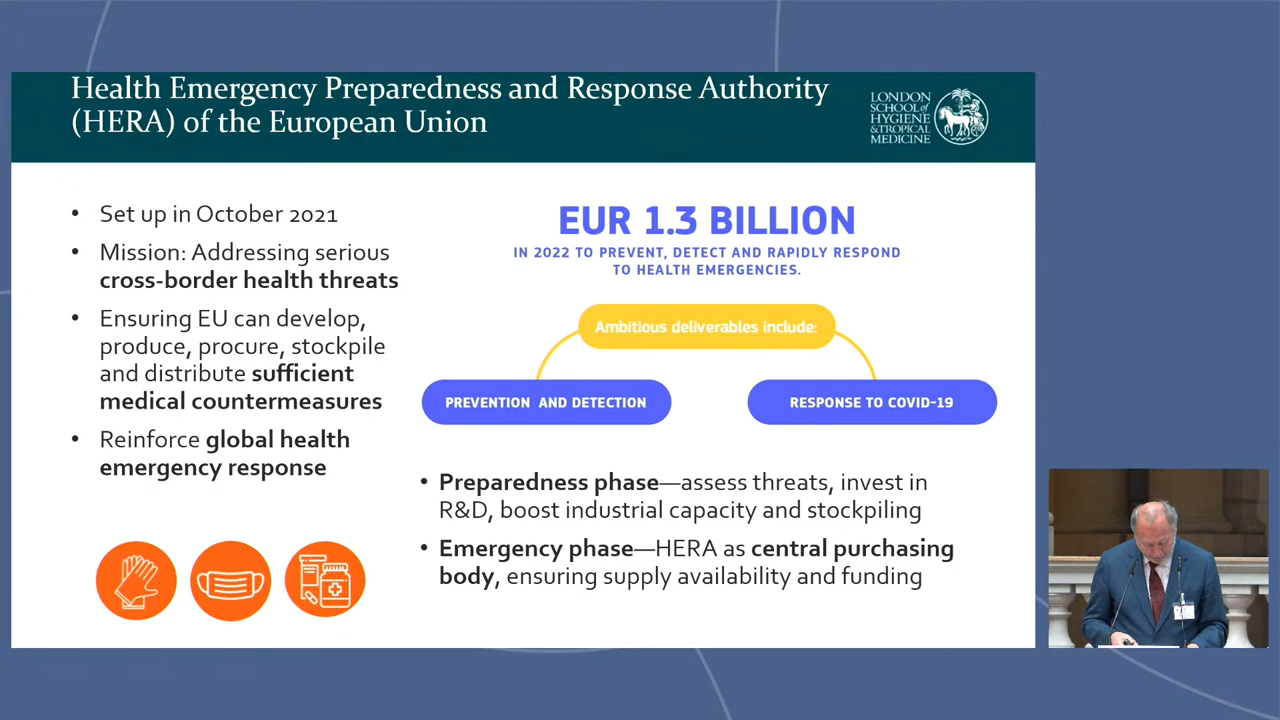 Health Emergency Preparedness and Response Authority
(HERA) of the European Union
LONDON
SCHOOL of
HYGIENE
& TROPICAL
MEDICINE
• Set up in October 2021
• Mission: Addressing serious
cross-border health threats
• Ensuring EU can develop,
produce, procure, stockpile
and distribute sufficient
medical countermeasures
• Reinforce global health
emergency response
EUR 1.3 BILLION
IN 2022 TO PREVENT, DETECT AND RAPIDLY RESPOND
TO HEALTH EMERGENCIES.
Ambitious deliverables include:
PREVENTION AND DETECTION
RESPONSE TO COVID-19
• Preparedness phase—assess threats, invest in
R&D, boost industrial capacity and stockpiling
• Emergency phase—HERA as central purchasing
body, ensuring supply availability and funding